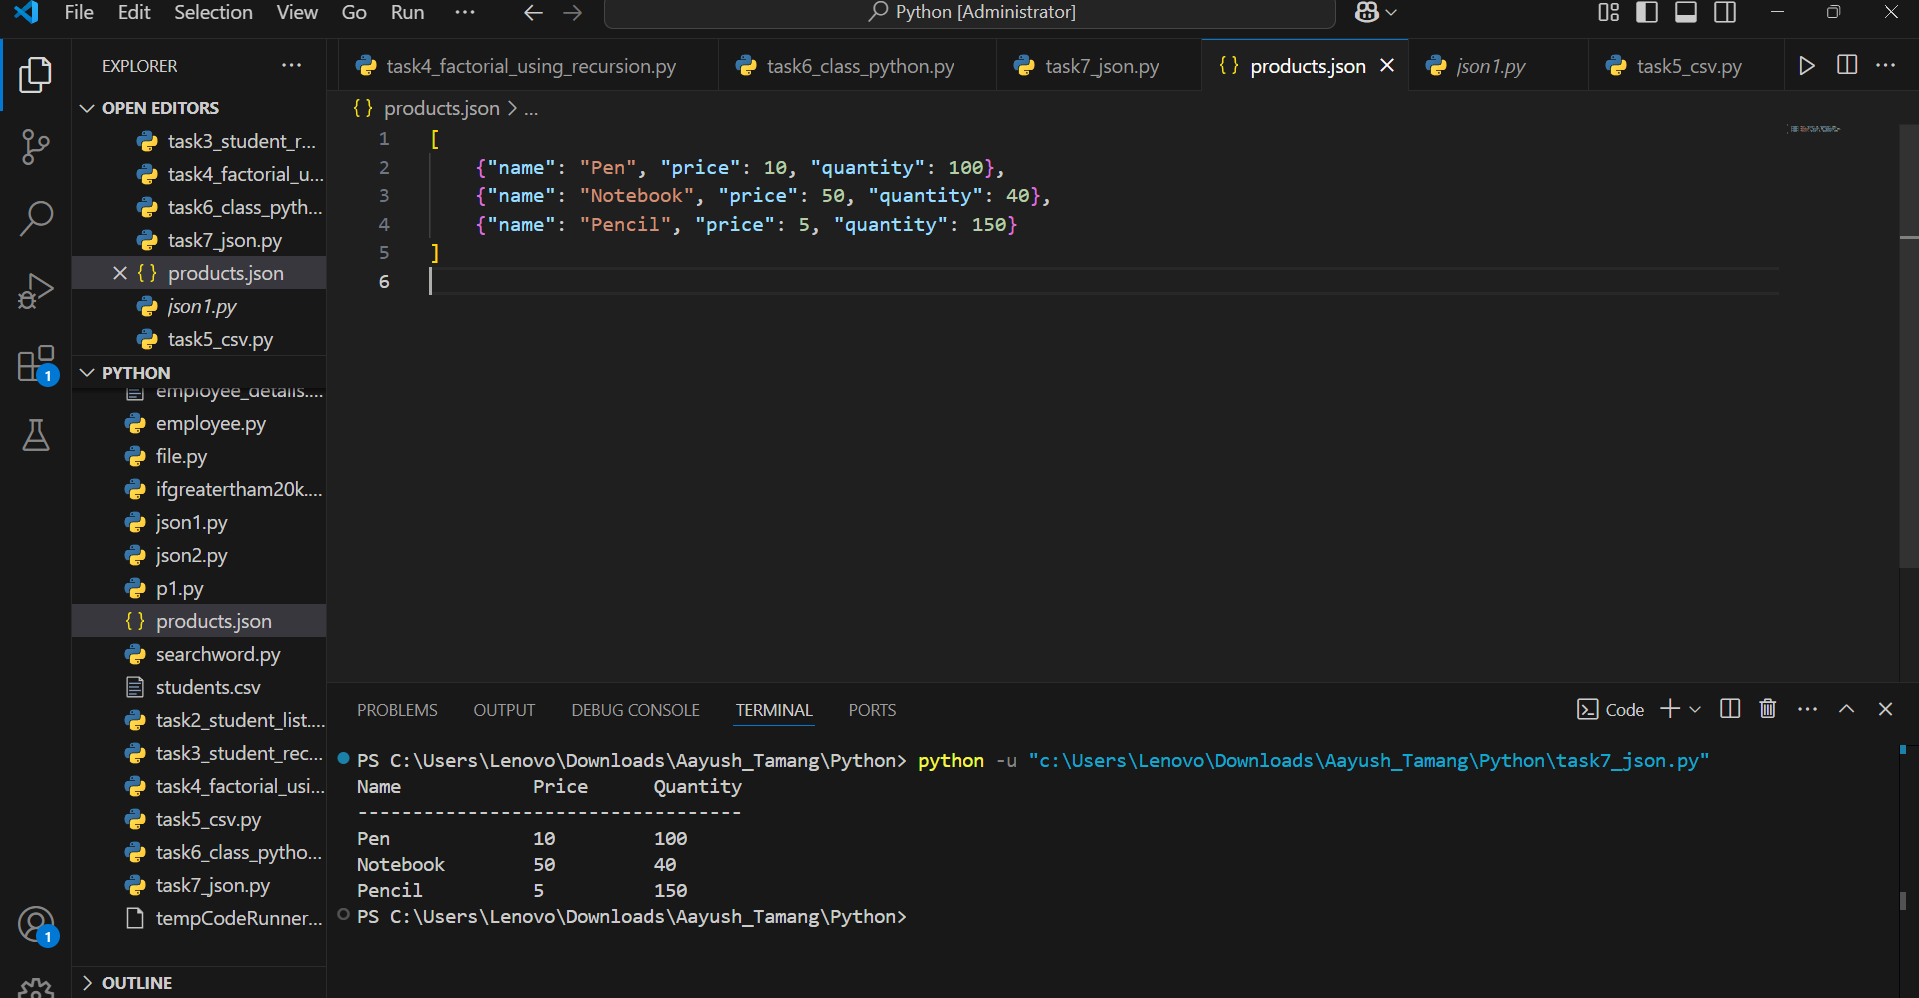 File Edit Selection View Go Run ··· Python [Administrator]
EXPLORER ···
OPEN EDITORS
task3_student_r...
task4_factorial_u...
task6_class_pyth...
task7_json.py
products.json
json1.py
task5_csv.py
PYTHON
employee_details....
employee.py
file.py
ifgreatertham20k....
json1.py
json2.py
p1.py
products.json
searchword.py
students.csv
task2_student_list....
task3_student_rec...
task4_factorial_usi...
task5_csv.py
task6_class_pytho...
task7_json.py
tempCodeRunner...
OUTLINE
1
1
task4_factorial_using_recursion.py task6_class_python.py task7_json.py {} products.json json1.py task5_csv.py
{} products.json > ...
1 [
2 {"name": "Pen", "price": 10, "quantity": 100},
3 {"name": "Notebook", "price": 50, "quantity": 40},
4 {"name": "Pencil", "price": 5, "quantity": 150}
5 ]
6
PROBLEMS OUTPUT DEBUG CONSOLE TERMINAL PORTS Code
PS C:\Users\Lenovo\Downloads\Aayush_Tamang\Python> python -u "c:\Users\Lenovo\Downloads\Aayush_Tamang\Python\task7_json.py"
Name Price Quantity
-----------------------------------
Pen 10 100
Notebook 50 40
Pencil 5 150
PS C:\Users\Lenovo\Downloads\Aayush_Tamang\Python>